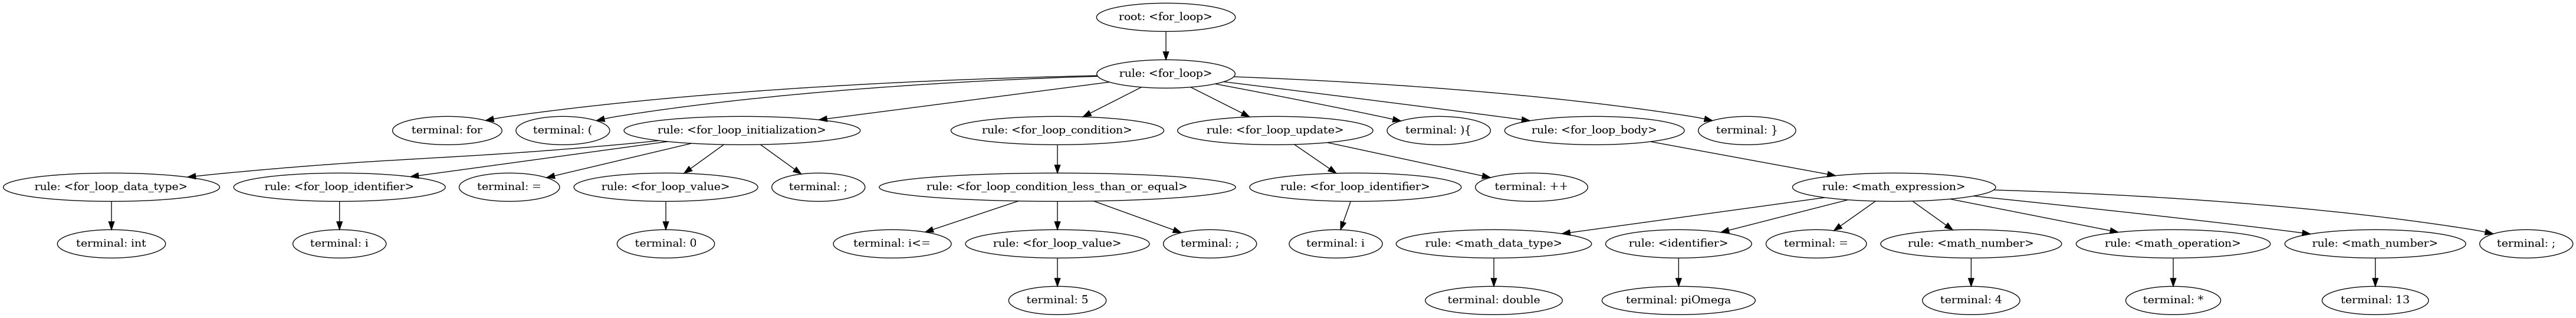 root: <for_loop>
rule: <for_loop>
terminal: for
terminal: (
rule: <for_loop_initialization>
rule: <for_loop_condition>
rule: <for_loop_update>
terminal: ){
rule: <for_loop_body>
terminal: }
rule: <for_loop_data_type>
rule: <for_loop_identifier>
terminal: =
rule: <for_loop_value>
terminal: ;
rule: <for_loop_condition_less_than_or_equal>
rule: <for_loop_identifier>
terminal: ++
rule: <math_expression>
terminal: int
terminal: i
terminal: 0
terminal: i<=
rule: <for_loop_value>
terminal: ;
terminal: i
rule: <math_data_type>
rule: <identifier>
terminal: =
rule: <math_number>
rule: <math_operation>
rule: <math_number>
terminal: ;
terminal: 5
terminal: double
terminal: piOmega
terminal: 4
terminal: *
terminal: 13